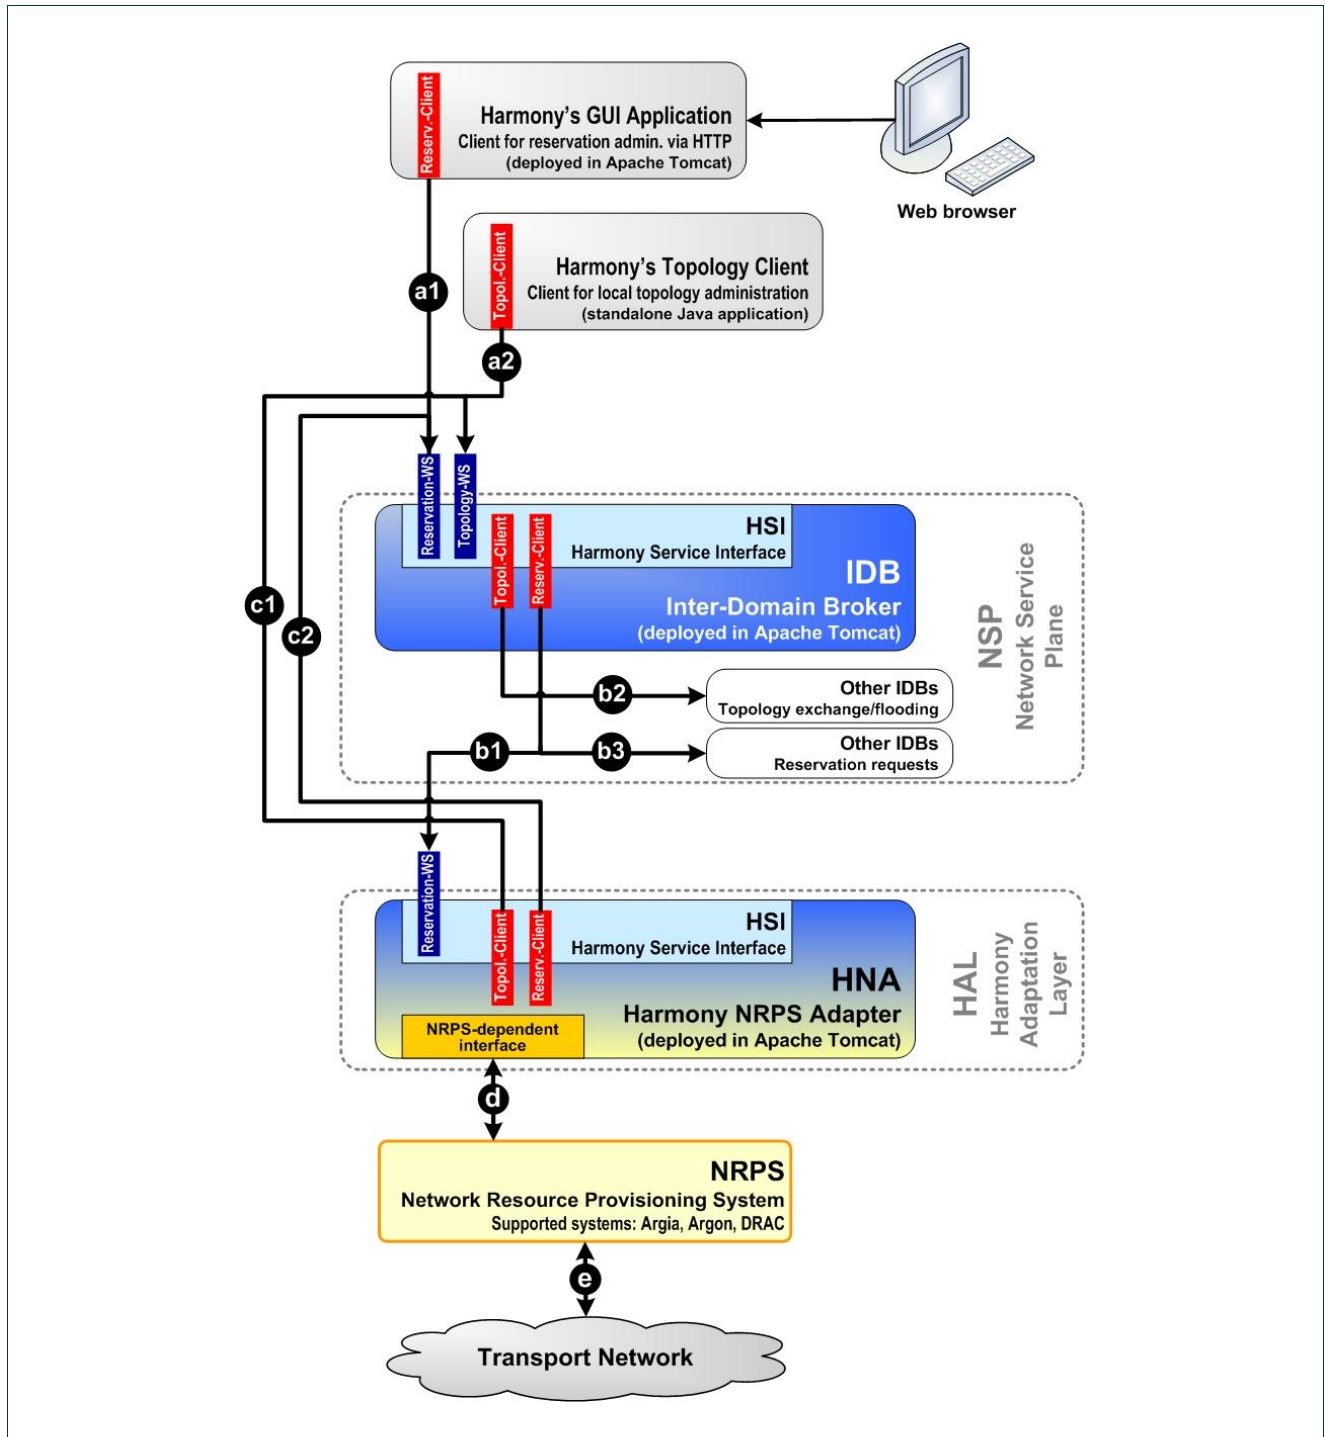 Reserv.-Client
Harmony's GUI Application
Client for reservation admin. via HTTP
(deployed in Apache Tomcat)
Web browser
Topol.-Client
Harmony's Topology Client
Client for local topology administration
(standalone Java application)
a1
a2
Reservation-WS
Topology-WS
Topol.-Client
Reserv.-Client
HSI
Harmony Service Interface
IDB
Inter-Domain Broker
(deployed in Apache Tomcat)
NSP
Network Service
Plane
c1
c2
b2
Other IDBs
Topology exchange/flooding
b1
b3
Other IDBs
Reservation requests
Reservation-WS
Topol.-Client
Reserv.-Client
HSI
Harmony Service Interface
HNA
Harmony NRPS Adapter
(deployed in Apache Tomcat)
NRPS-dependent
interface
HAL
Harmony
Adaptation
Layer
d
NRPS
Network Resource Provisioning System
Supported systems: Argia, Argon, DRAC
e
Transport Network